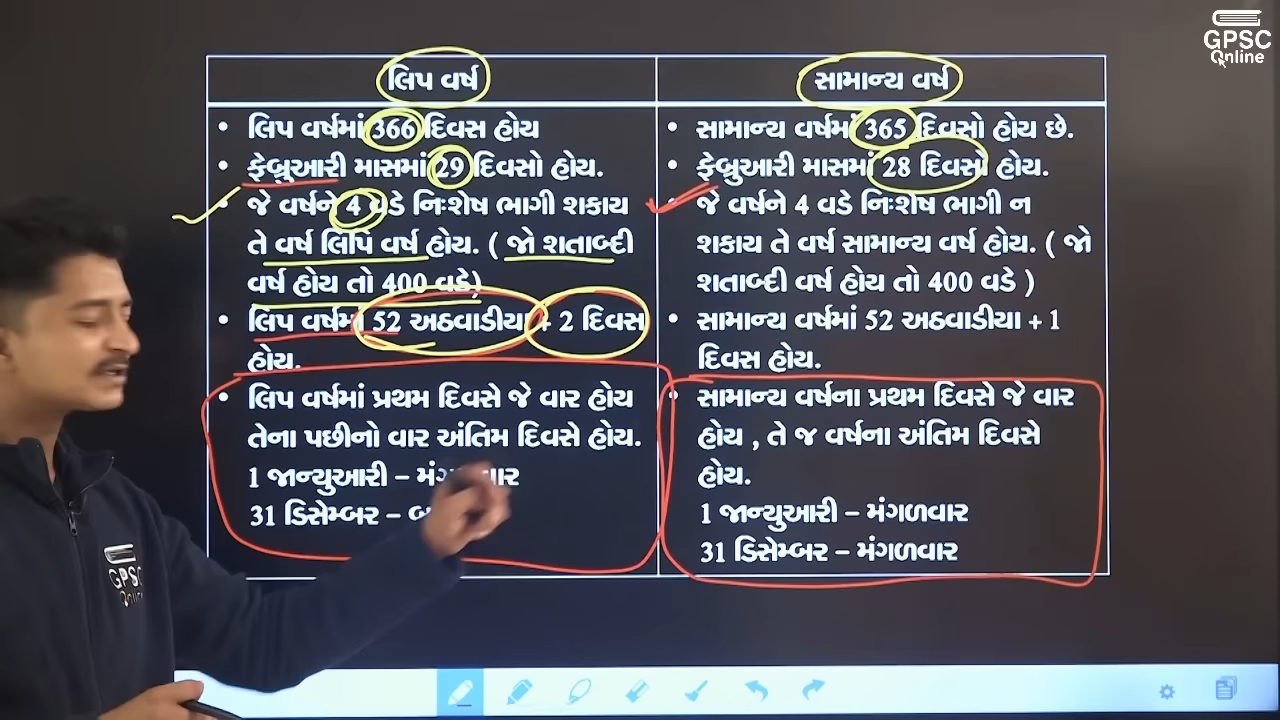 GPSC
Online
લિપ વર્ષ
લિપ વર્ષમાં 366 દિવસ હોય
ફેબ્રુઆરી માસમાં 29 દિવસો હોય.
જે વર્ષને 4 વડે નિઃશેષ ભાગી શકાય
તે વર્ષ લિપ વર્ષ હોય. ( જો શતાબ્દી
વર્ષ હોય તો 400 વડે)
લિપ વર્ષમાં 52 અઠવાડીયા + 2 દિવસ
હોય.
લિપ વર્ષમાં પ્રથમ દિવસે જે વાર હોય
તેના પછીનો વાર અંતિમ દિવસે હોય.
1 જાન્યુઆરી –
31 ડિસેમ્બર –
સામાન્ય વર્ષ
સામાન્ય વર્ષમાં 365 દિવસો હોય છે.
ફેબ્રુઆરી માસમાં 28 દિવસો હોય.
જે વર્ષને 4 વડે નિઃશેષ ભાગી ન
શકાય તે વર્ષ સામાન્ય વર્ષ હોય. ( જો
શતાબ્દી વર્ષ હોય તો 400 વડે )
સામાન્ય વર્ષમાં 52 અઠવાડીયા + 1
દિવસ હોય.
સામાન્ય વર્ષના પ્રથમ દિવસે જે વાર
હોય , તે જ વર્ષના અંતિમ દિવસે
હોય.
1 જાન્યુઆરી – મંગળવાર
31 ડિસેમ્બર – મંગળવાર
GPSC
Online